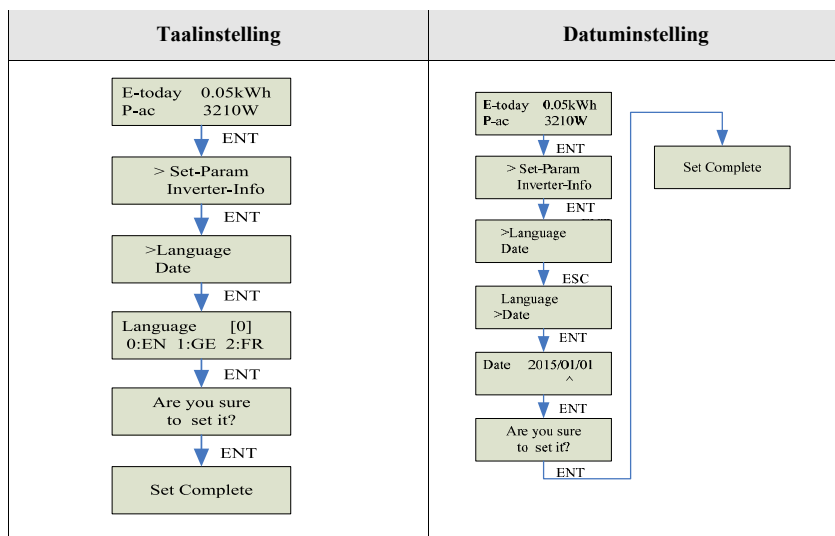 Taalinstelling
E-today 0.05kWh
P-ac 3210W
ENT
> Set-Param
Inverter-Info
ENT
>Language
Date
ENT
Language [0]
0:EN 1:GE 2:FR
ENT
Are you sure
to set it?
ENT
Set Complete
Datuminstelling
E-today 0.05kWh
P-ac 3210W
ENT
> Set-Param
Inverter-Info
ENT
>Language
Date
ESC
Language
>Date
ENT
Date 2015/01/01
^
ENT
Are you sure
to set it?
ENT
Set Complete